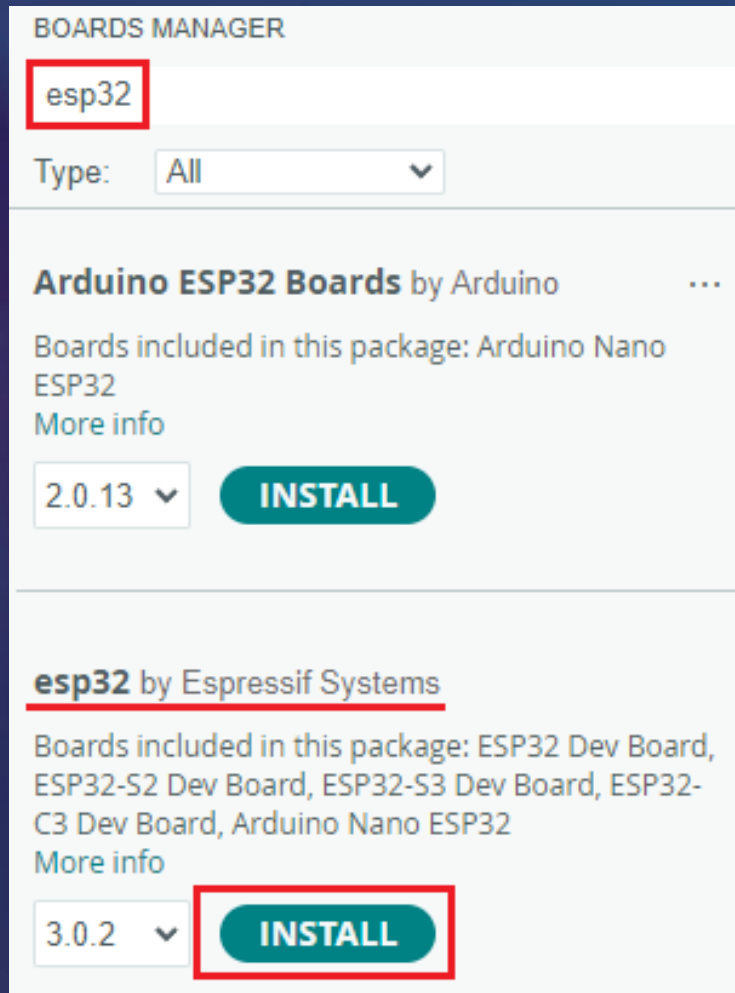 BOARDS MANAGER
esp32
Type: All
Arduino ESP32 Boards by Arduino ...
Boards included in this package: Arduino Nano
ESP32
More info
2.0.13 INSTALL
esp32 by Espressif Systems
Boards included in this package: ESP32 Dev Board,
ESP32-S2 Dev Board, ESP32-S3 Dev Board, ESP32-
C3 Dev Board, Arduino Nano ESP32
More info
3.0.2 INSTALL